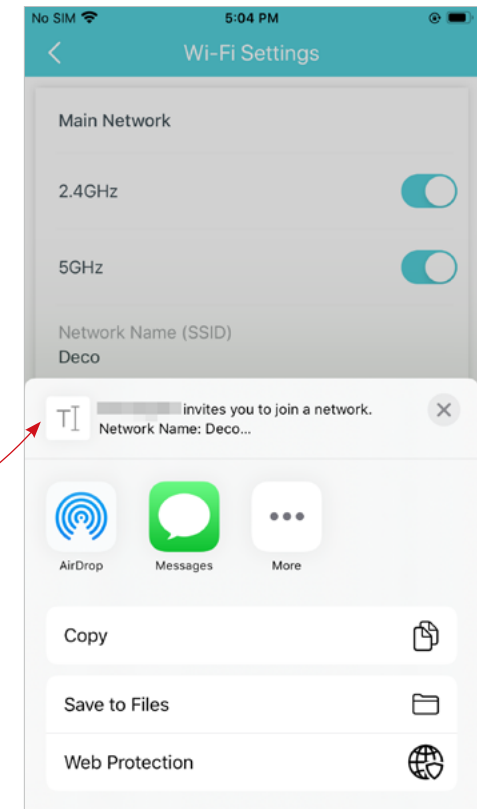 No SIM 5:04 PM
Wi-Fi Settings
Main Network
2.4GHz
5GHz
Network Name (SSID)
Deco
invites you to join a network.
Network Name: Deco...
AirDrop Messages More
Copy
Save to Files
Web Protection